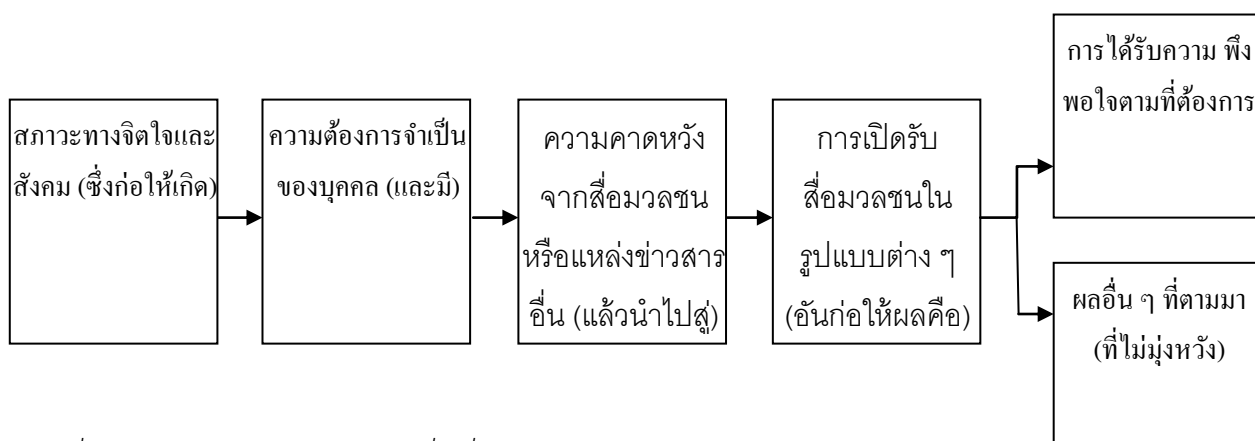 สภาวะทางจิตใจและ
สังคม (ซึ่งก่อให้เกิด)
ความต้องการจำเป็น
ของบุคคล (และมี)
ความคาดหวัง
จากสื่อมวลชน
หรือแหล่งข่าวสาร
อื่น (แล้วนำไปสู่)
การเปิดรับ
สื่อมวลชนใน
รูปแบบต่าง ๆ
(อันก่อให้ผลคือ)
การได้รับความ พึง
พอใจตามที่ต้องการ
ผลอื่น ๆ ที่ตามมา
(ที่ไม่มุ่งหวัง)